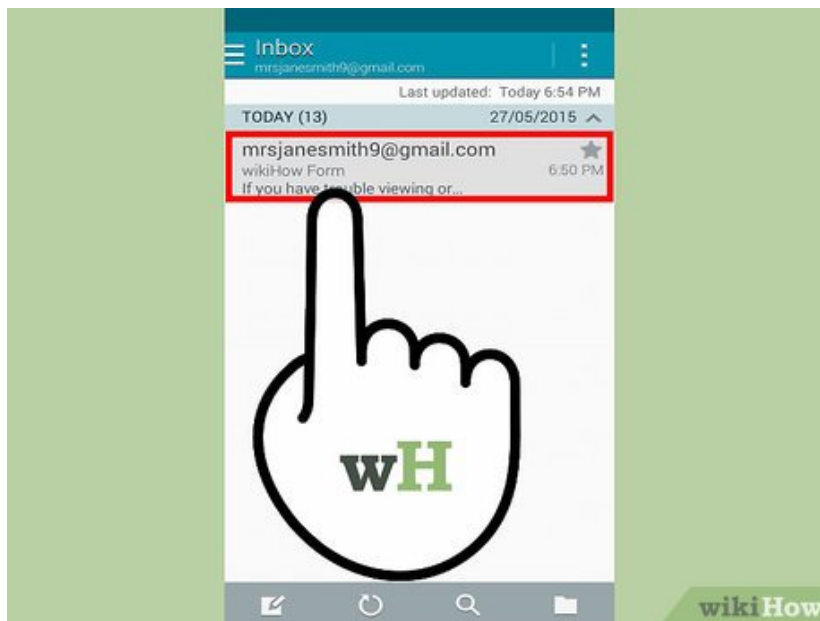 Inbox
mrsjanesmith9@gmail.com
Last updated: Today 6:54 PM
TODAY (13) 27/05/2015
mrsjanesmith9@gmail.com
wikiHow Form 6:50 PM
If you have trouble viewing or...
wH
wikiHow